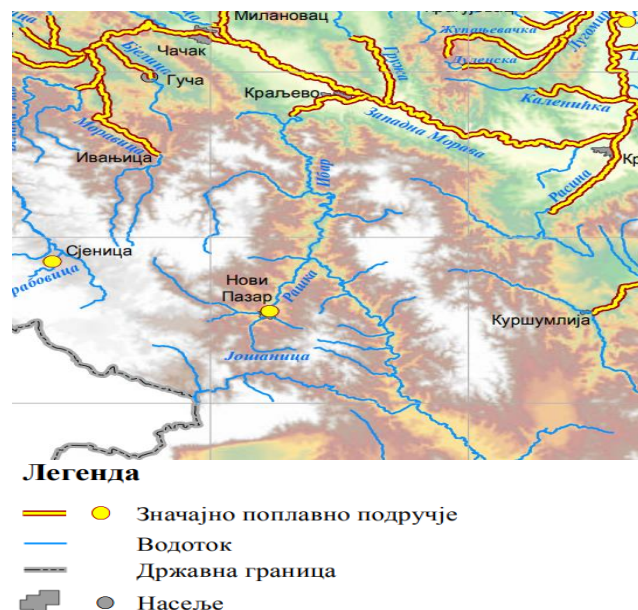 Милановац
Жупањевачка
Лугомир
Чачак
Бјелица
Гружа
Дуленска
Гуча
Краљево
Каленићка
Западна Морава
Моравица
Ивањица
Ибар
Расина
Сјеница
Нови
Пазар
Рашка
Куршумлија
Јошаница
Легенда
Значајно поплавно подручје
Водоток
Државна граница
Насеље